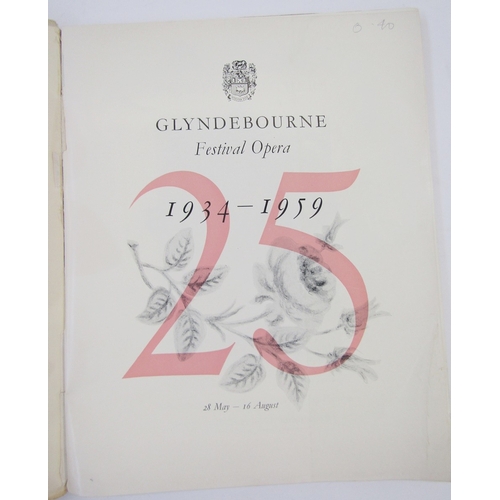 GLYNDEBOURNE
Festival Opera
25
1934 – 1959
28 May – 16 August